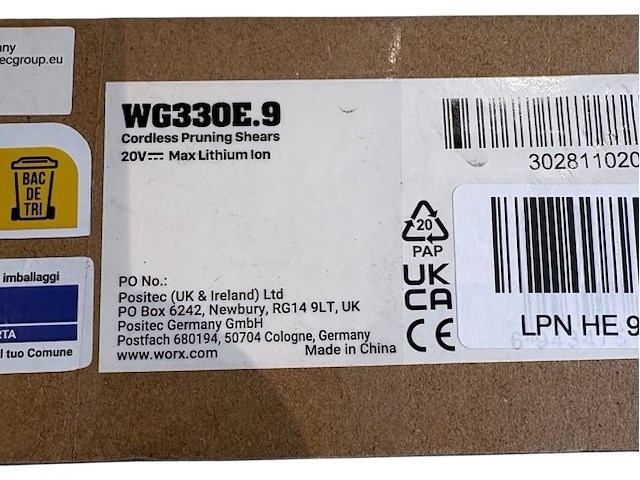 any
ecgroup.eu
BAC
DE
TRI
imballaggi
RTA
l tuo Comune
WG330E.9
Cordless Pruning Shears
20V⎓ Max Lithium Ion
PO No.:
Positec (UK & Ireland) Ltd
PO Box 6242, Newbury, RG14 9LT, UK
Positec Germany GmbH
Postfach 680194, 50704 Cologne, Germany
www.worx.com Made in China
20
PAP
UK
CA
CE
302811020
LPN HE 9